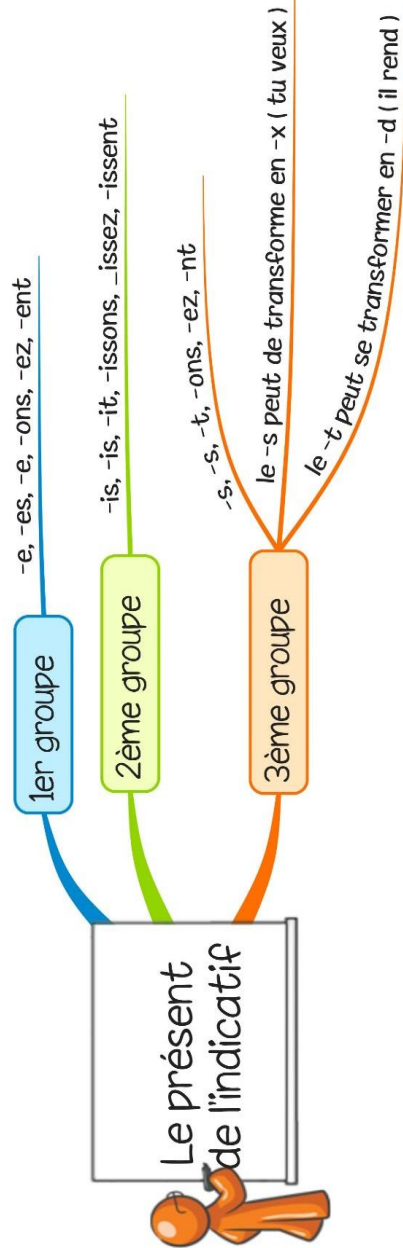 Le présent
de l'indicatif
1er groupe
-e, -es, -e, -ons, -ez, -ent
2ème groupe
-is, -is, -it, -issons, _issez, -issent
3ème groupe
-s, -s, -t, -ons, -ez, -nt
le -s peut de transforme en -x ( tu veux )
le -t peut se transformer en -d ( il rend )